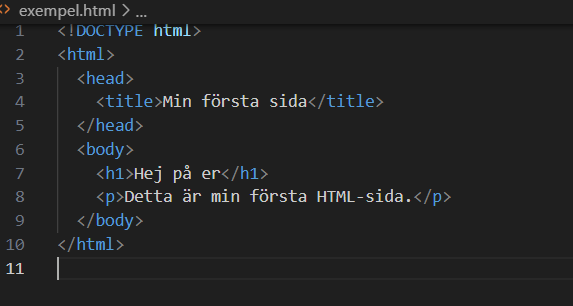 exempel.html > ...
1 <!DOCTYPE html>
2 <html>
3   <head>
4     <title>Min första sida</title>
5   </head>
6   <body>
7     <h1>Hej på er</h1>
8     <p>Detta är min första HTML-sida.</p>
9   </body>
10 </html>
11